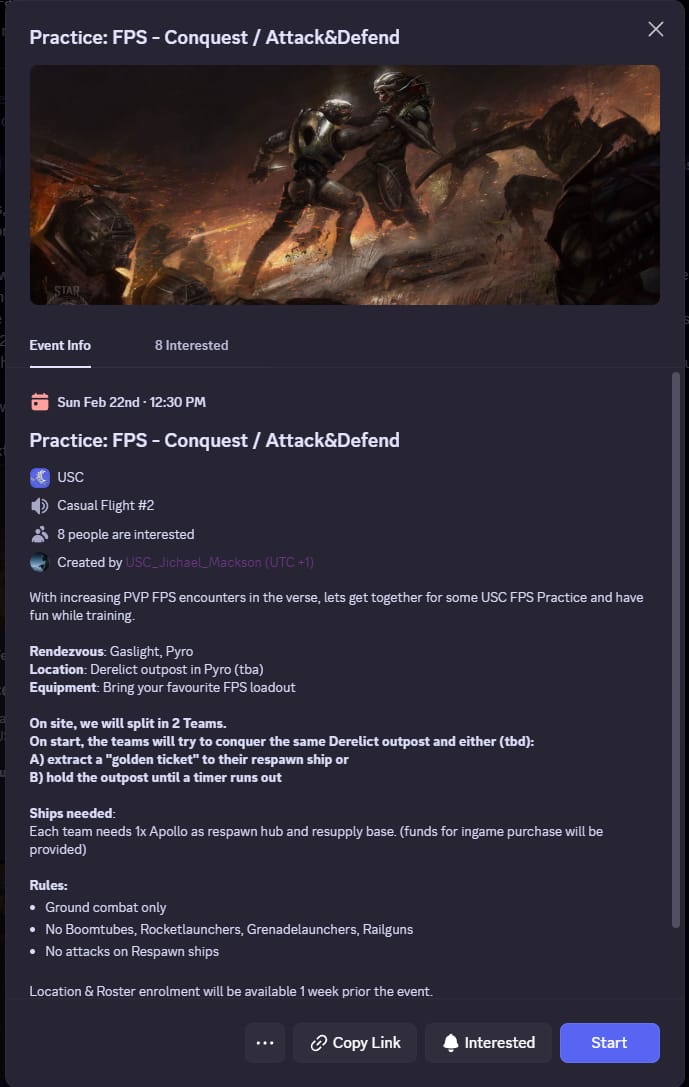 Practice: FPS - Conquest / Attack&Defend
STAR
Event Info
8 Interested
Sun Feb 22nd · 12:30 PM
Practice: FPS - Conquest / Attack&Defend
USC
Casual Flight #2
8 people are interested
Created by USC_Jichael_Mackson (UTC +1)
With increasing PVP FPS encounters in the verse, lets get together for some USC FPS Practice and have
fun while training.
Rendezvous: Gaslight, Pyro
Location: Derelict outpost in Pyro (tba)
Equipment: Bring your favourite FPS loadout
On site, we will split in 2 Teams.
On start, the teams will try to conquer the same Derelict outpost and either (tbd):
A) extract a "golden ticket" to their respawn ship or
B) hold the outpost until a timer runs out
Ships needed:
Each team needs 1x Apollo as respawn hub and resupply base. (funds for ingame purchase will be
provided)
Rules:
• Ground combat only
• No Boomtubes, Rocketlaunchers, Grenadelaunchers, Railguns
• No attacks on Respawn ships
Location & Roster enrolment will be available 1 week prior the event.
Copy Link
Interested
Start